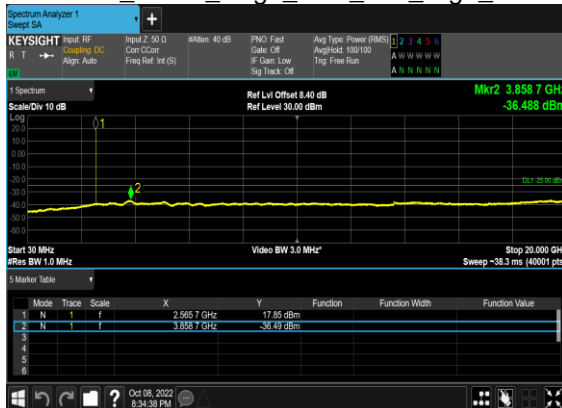 Spectrum Analyzer 1
Swept SA
+
KEYSIGHT Input: RF Input Z: 50 Ω #Atten: 40 dB PNO: Fast Avg Type: Power (RMS) 1 2 3 4 5 6
R T Coupling: DC Corr CCorr Gate: Off Avg|Hold: 100/100 A W W W W W
Align: Auto Freq Ref: Int (S) IF Gain: Low Trig: Free Run
LXI Sig Track: Off A N N N N N
1 Spectrum Ref Lvl Offset 8.40 dB Mkr2 3.858 7 GHz
Scale/Div 10 dB Ref Level 30.00 dBm -36.488 dBm
Log
20.0
10.0
0.00
-10.0
-20.0
-30.0
-40.0
-50.0
-60.0
1
2
DL1 -25.00 dBm
Start 30 MHz Video BW 3.0 MHz* Stop 20.000 GHz
#Res BW 1.0 MHz Sweep ~38.3 ms (40001 pts)
5 Marker Table
Mode Trace Scale X Y Function Function Width Function Value
1 N 1 f 2.565 7 GHz 17.85 dBm
2 N 1 f 3.858 7 GHz -36.49 dBm
3
4
5
6
? Oct 08, 2022
8:34:38 PM